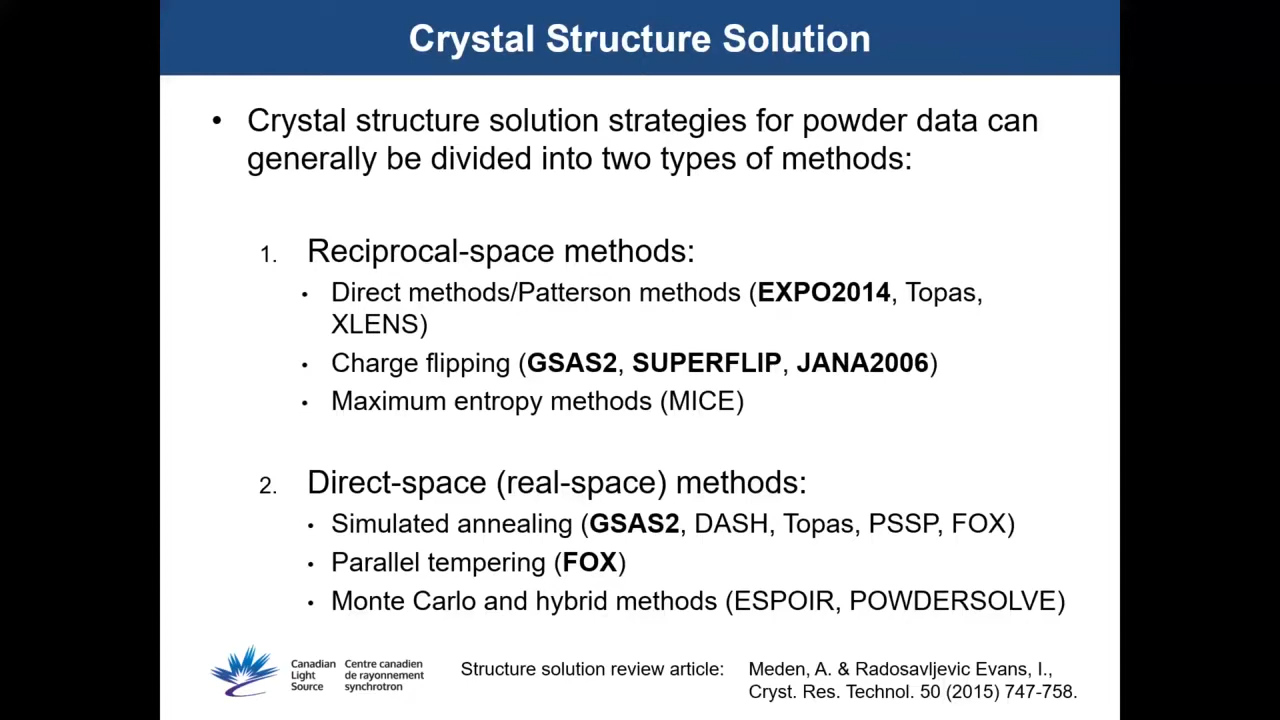 Crystal Structure Solution
• Crystal structure solution strategies for powder data can
generally be divided into two types of methods:
1. Reciprocal-space methods:
• Direct methods/Patterson methods (EXPO2014, Topas,
XLENS)
• Charge flipping (GSAS2, SUPERFLIP, JANA2006)
• Maximum entropy methods (MICE)
2. Direct-space (real-space) methods:
• Simulated annealing (GSAS2, DASH, Topas, PSSP, FOX)
• Parallel tempering (FOX)
• Monte Carlo and hybrid methods (ESPOIR, POWDERSOLVE)
Canadian
Light
Source
Centre canadien
de rayonnement
synchrotron
Structure solution review article:
Meden, A. & Radosavljevic Evans, I.,
Cryst. Res. Technol. 50 (2015) 747-758.